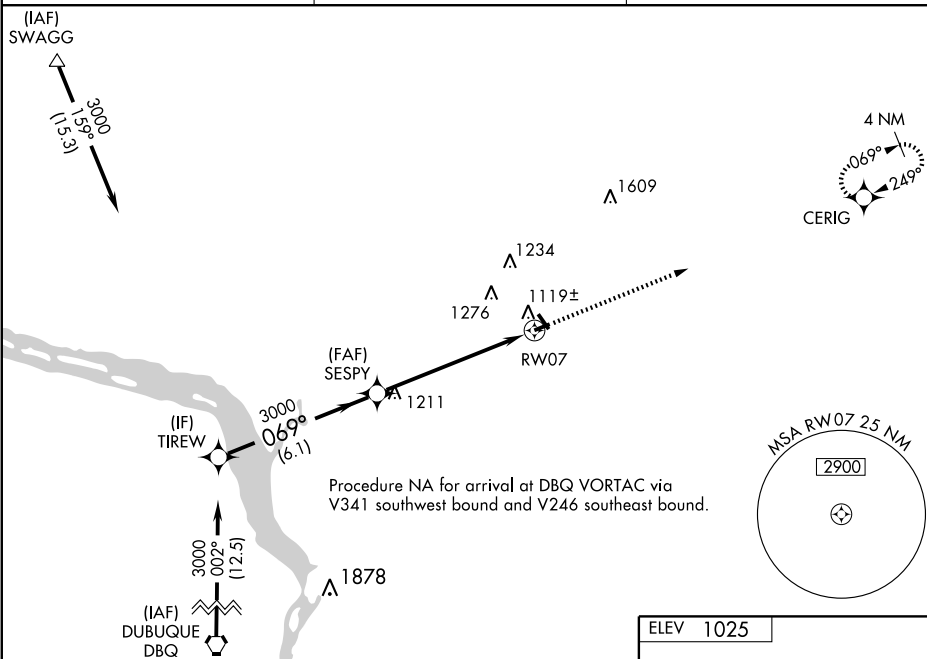 (IAF)
SWAGG
3000
159°
(15.3)
4 NM
069°
249°
CERIG
1609
1234
1276
1119±
RW07
(FAF)
SESPY
1211
(IF)
TIREW
3000
069°
(6.1)
MSA RW07 25 NM
2900
Procedure NA for arrival at DBQ VORTAC via
V341 southwest bound and V246 southeast bound.
3000
002°
(12.5)
1878
(IAF)
DUBUQUE
DBQ
ELEV 1025